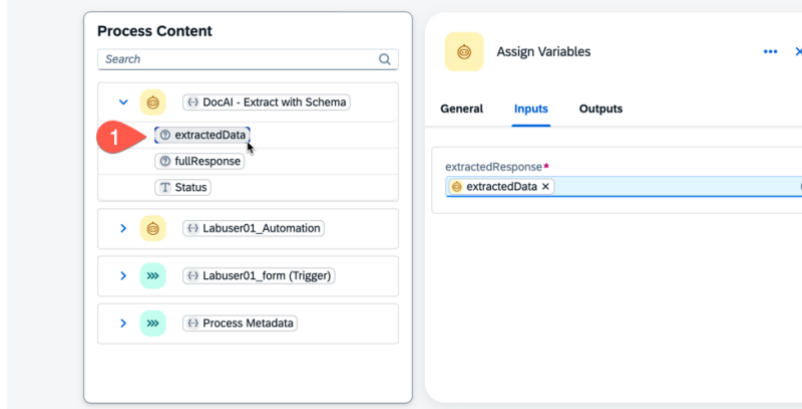 Process Content
Search
DocAI - Extract with Schema
1
extractedData
fullResponse
Status
Labuser01_Automation
Labuser01_form (Trigger)
Process Metadata
Assign Variables
General Inputs Outputs
extractedResponse*
extractedData ×